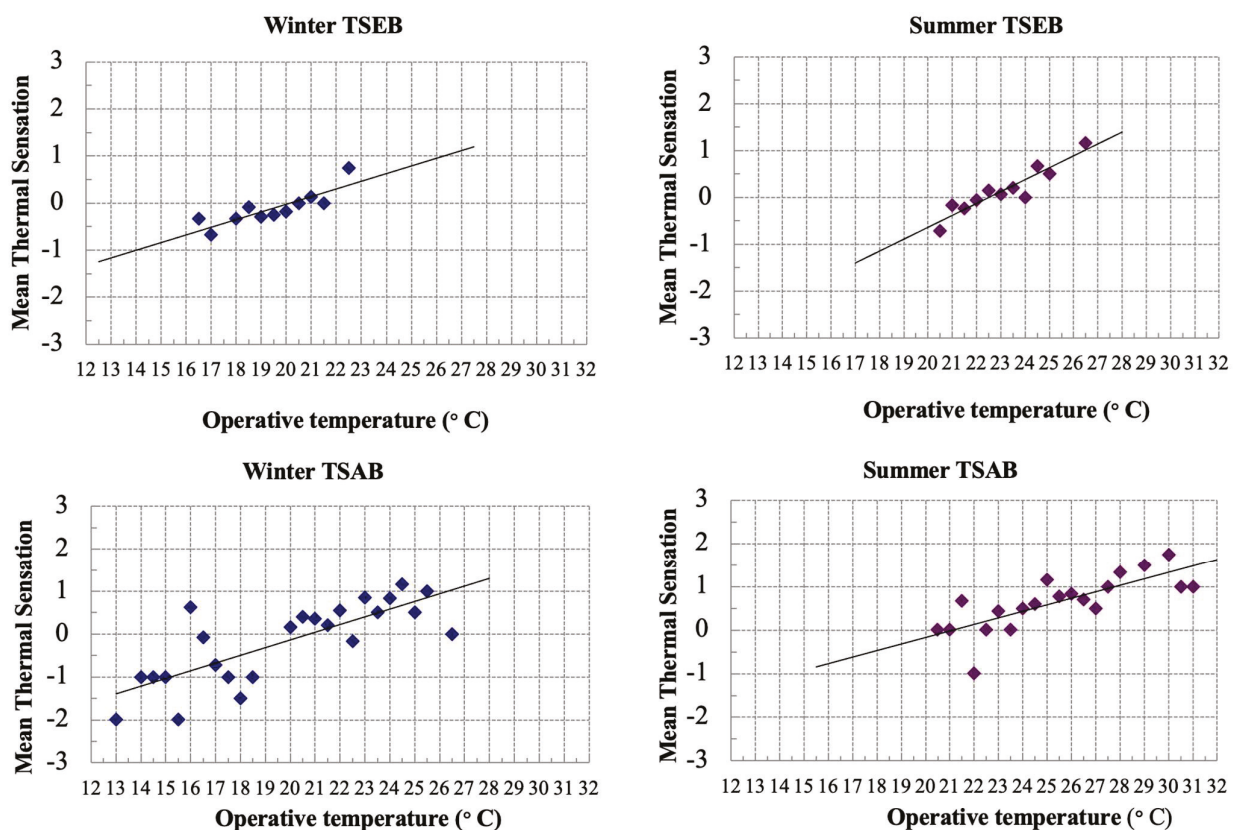 Winter TSEB
Mean Thermal Sensation
3
2
1
0
-1
-2
-3
12 13 14 15 16 17 18 19 20 21 22 23 24 25 26 27 28 29 30 31 32
Operative temperature (° C)
Summer TSEB
Mean Thermal Sensation
3
2
1
0
-1
-2
-3
12 13 14 15 16 17 18 19 20 21 22 23 24 25 26 27 28 29 30 31 32
Operative temperature (° C)
Winter TSAB
Mean Thermal Sensation
3
2
1
0
-1
-2
-3
12 13 14 15 16 17 18 19 20 21 22 23 24 25 26 27 28 29 30 31 32
Operative temperature (° C)
Summer TSAB
Mean Thermal Sensation
3
2
1
0
-1
-2
-3
12 13 14 15 16 17 18 19 20 21 22 23 24 25 26 27 28 29 30 31 32
Operative temperature (° C)